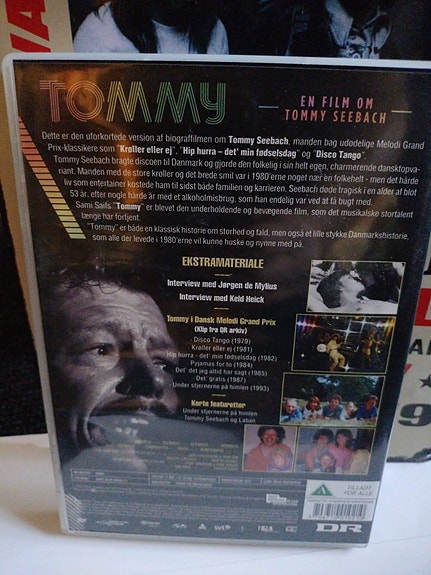 TOMMY
EN FILM OM
TOMMY SEEBACH
Dette er den uforkortede version af biograffilmen om Tommy Seebach, manden bag udødelige Melodi Grand
Prix-klassikere som "Krøller eller ej", "Hip hurra - det' min fødselsdag" og "Disco Tango".
Tommy Seebach bragte discoen til Danmark og gjorde den folkelig i sin helt egen, charmerende dansktopva-
riant. Manden med de store krøller og det brede smil var i 1980'erne noget nær en folkehelt - men det hårde
liv som entertainer kostede ham til sidst både familien og karrieren. Seebach døde tragisk i en alder af blot
53 år, efter nogle hårde år med et alkoholmisbrug, som han endelig var ved at få bugt med.
Sami Saifs "Tommy" er blevet den underholdende og bevægende film, som det musikalske stortalent
længe har fortjent.
"Tommy" er både en klassisk historie om storhed og fald, men også et lille stykke Danmarkshistorie,
som alle der levede i 1980'erne vil kunne huske og nynne med på.
EKSTRAMATERIALE
Interview med Jørgen de Mylius
Interview med Keld Heick
Tommy i Dansk Melodi Grand Prix
(Klip fra DR arkiv)
Disco Tango (1979)
Krøller eller ej (1981)
Hip hurra - det' min fødselsdag (1982)
Pyjamas for to (1984)
Det' det jeg altid har sagt (1985)
Det' gratis (1987)
Under stjernerne på himlen (1993)
Korte featuretter
Under stjernerne på himlen
Tommy Seebach og Laban
TILLADT
FOR ALLE
DR